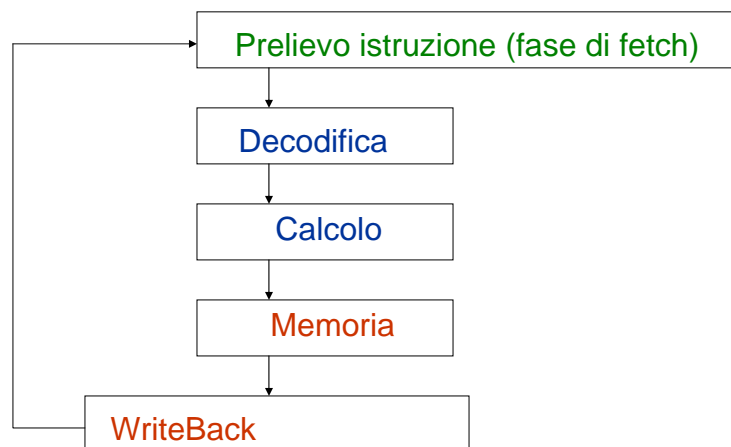 Prelievo istruzione (fase di fetch)
Decodifica
Calcolo
Memoria
WriteBack